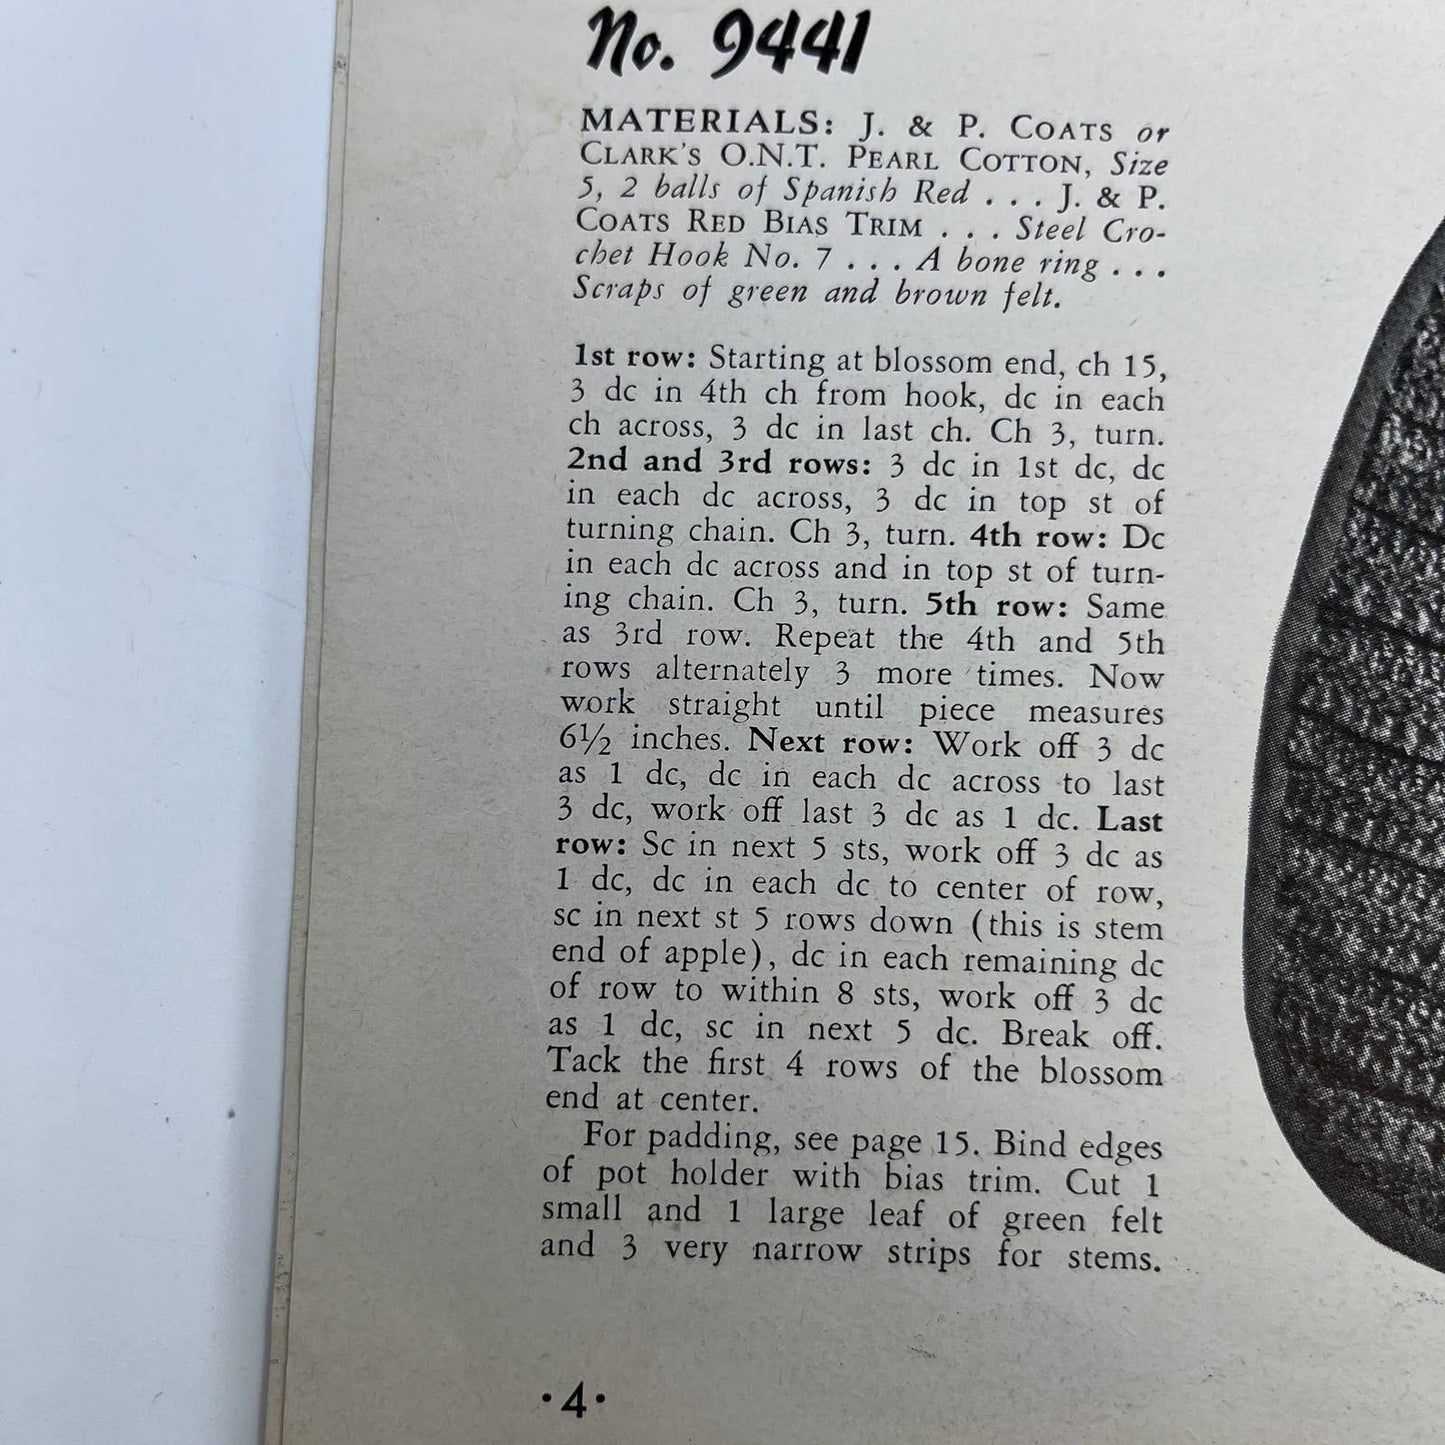 No. 9441
MATERIALS: J. & P. COATS or
CLARK'S O.N.T. PEARL COTTON, Size
5, 2 balls of Spanish Red . . . J. & P.
COATS RED BIAS TRIM . . . Steel Cro-
chet Hook No. 7 . . . A bone ring . . .
Scraps of green and brown felt.
1st row: Starting at blossom end, ch 15,
3 dc in 4th ch from hook, dc in each
ch across, 3 dc in last ch. Ch 3, turn.
2nd and 3rd rows: 3 dc in 1st dc, dc
in each dc across, 3 dc in top st of
turning chain. Ch 3, turn. 4th row: Dc
in each dc across and in top st of turn-
ing chain. Ch 3, turn. 5th row: Same
as 3rd row. Repeat the 4th and 5th
rows alternately 3 more times. Now
work straight until piece measures
6½ inches. Next row: Work off 3 dc
as 1 dc, dc in each dc across to last
3 dc, work off last 3 dc as 1 dc. Last
row: Sc in next 5 sts, work off 3 dc as
1 dc, dc in each dc to center of row,
sc in next st 5 rows down (this is stem
end of apple), dc in each remaining dc
of row to within 8 sts, work off 3 dc
as 1 dc, sc in next 5 dc. Break off.
Tack the first 4 rows of the blossom
end at center.
For padding, see page 15. Bind edges
of pot holder with bias trim. Cut 1
small and 1 large leaf of green felt
and 3 very narrow strips for stems.
·4·